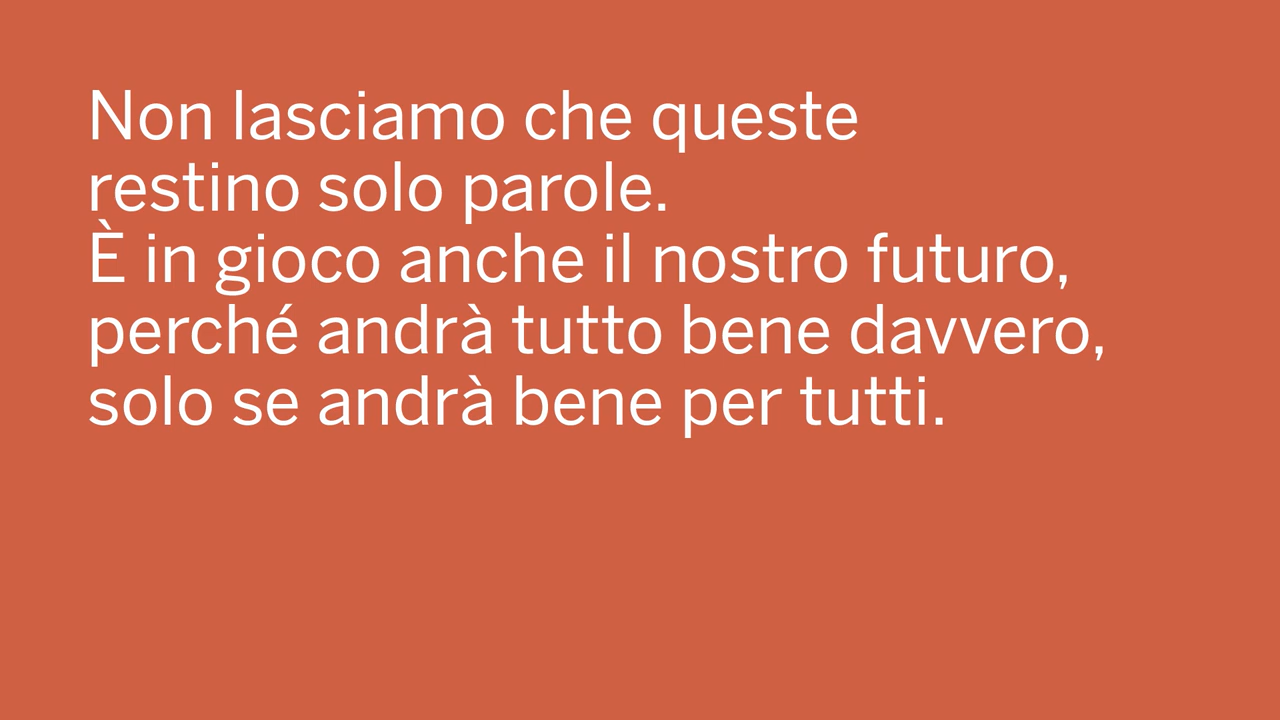 Non lasciamo che queste
restino solo parole.
È in gioco anche il nostro futuro,
perché andrà tutto bene davvero,
solo se andrà bene per tutti.